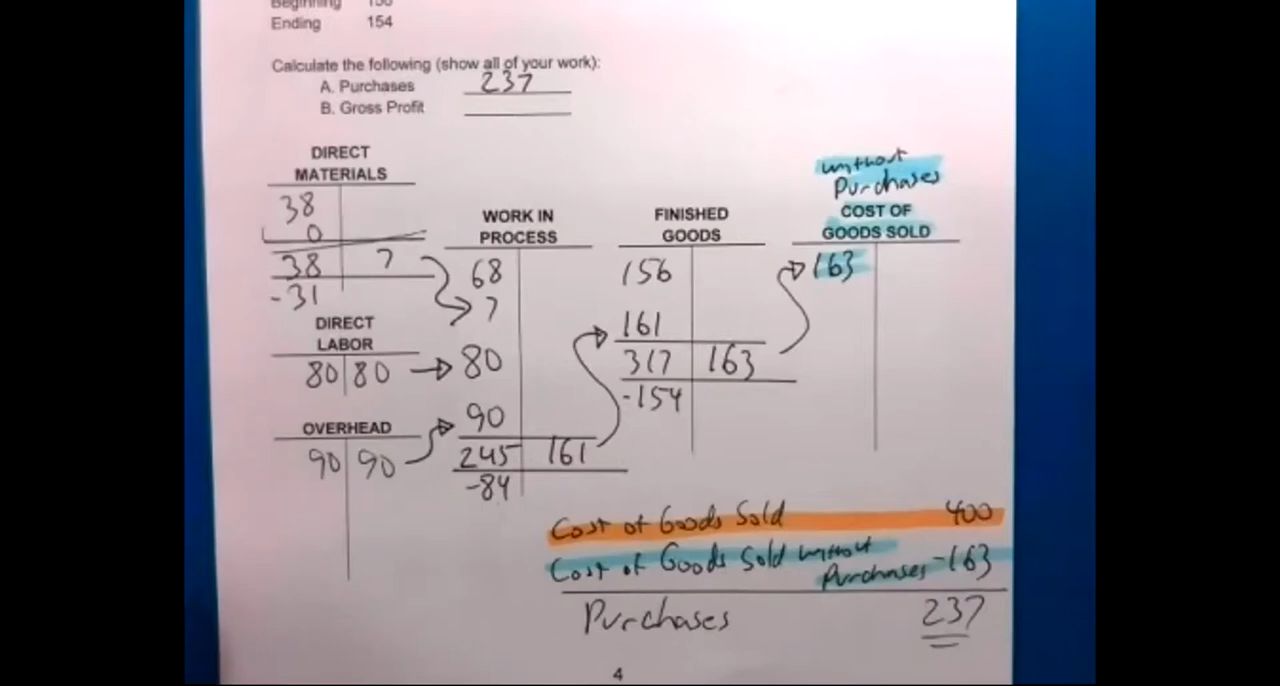 Beginning 156
Ending 154
Calculate the following (show all of your work):
A. Purchases 237
B. Gross Profit
DIRECT
MATERIALS
38
0
38 7
-31
DIRECT
LABOR
80 80
OVERHEAD
90 90
WORK IN
PROCESS
68
7
80
90
245 161
-84
FINISHED
GOODS
156
161
317 163
-154
without
Purchases
COST OF
GOODS SOLD
163
Cost of Goods Sold 400
Cost of Goods Sold without
Purchases -163
Purchases 237
4